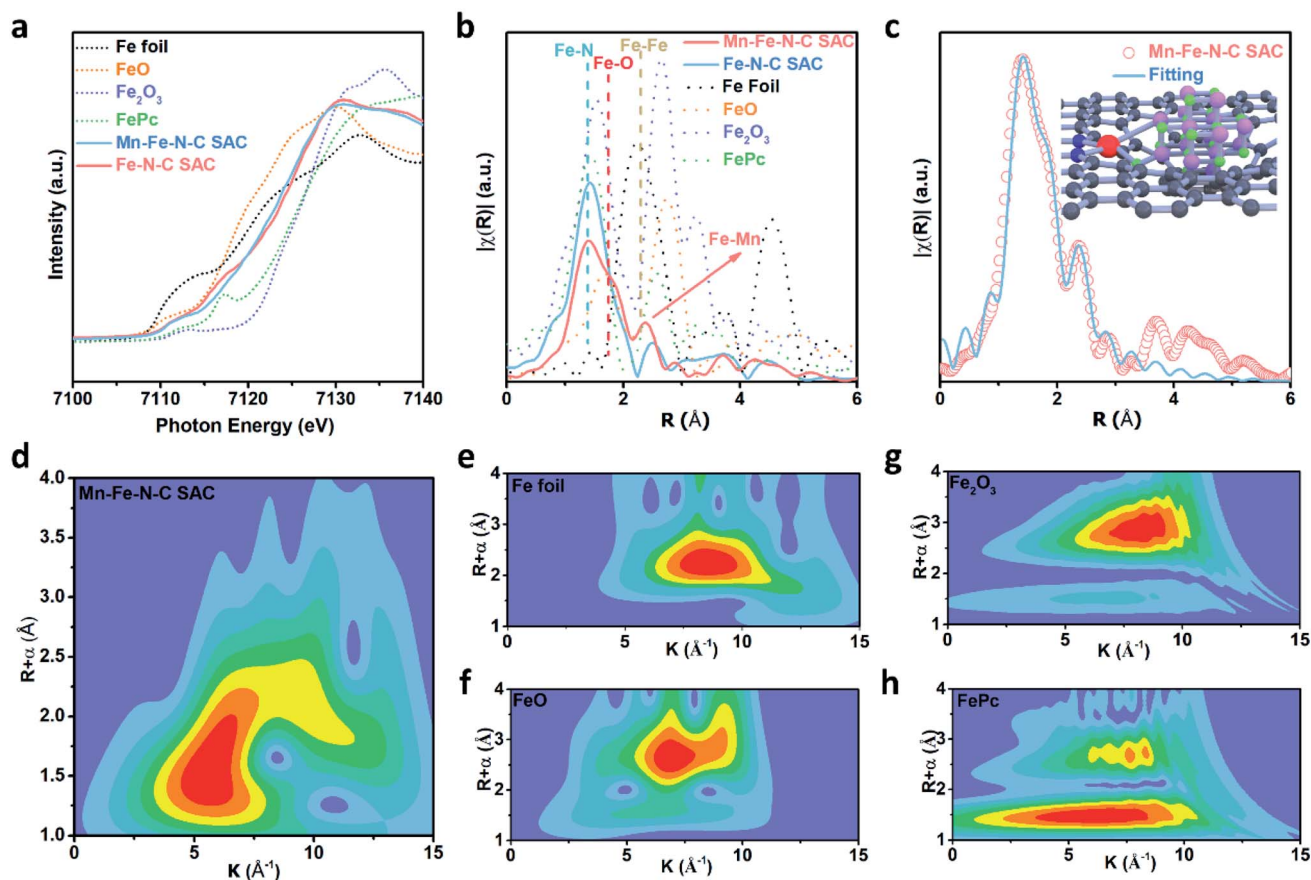 a
Fe foil
FeO
Fe₂O₃
FePc
Mn-Fe-N-C SAC
Fe-N-C SAC
Intensity (a.u.)
7100 7110 7120 7130 7140
Photon Energy (eV)
b
Fe-N
Fe-O
Fe-Fe
Mn-Fe-N-C SAC
Fe-N-C SAC
Fe Foil
FeO
Fe₂O₃
FePc
Fe-Mn
|χ(R)| (a.u.)
0 2 4 6
R (Å)
c
Mn-Fe-N-C SAC
Fitting
|χ(R)| (a.u.)
0 2 4 6
R (Å)
d
Mn-Fe-N-C SAC
R+α (Å)
4.0
3.5
3.0
2.5
2.0
1.5
1.0
0 5 10 15
K (Å⁻¹)
e
Fe foil
R+α (Å)
4
3
2
1
0 5 10 15
K (Å⁻¹)
f
FeO
R+α (Å)
4
3
2
1
0 5 10 15
K (Å⁻¹)
g
Fe₂O₃
R+α (Å)
4
3
2
1
0 5 10 15
K (Å⁻¹)
h
FePc
R+α (Å)
4
3
2
1
0 5 10 15
K (Å⁻¹)